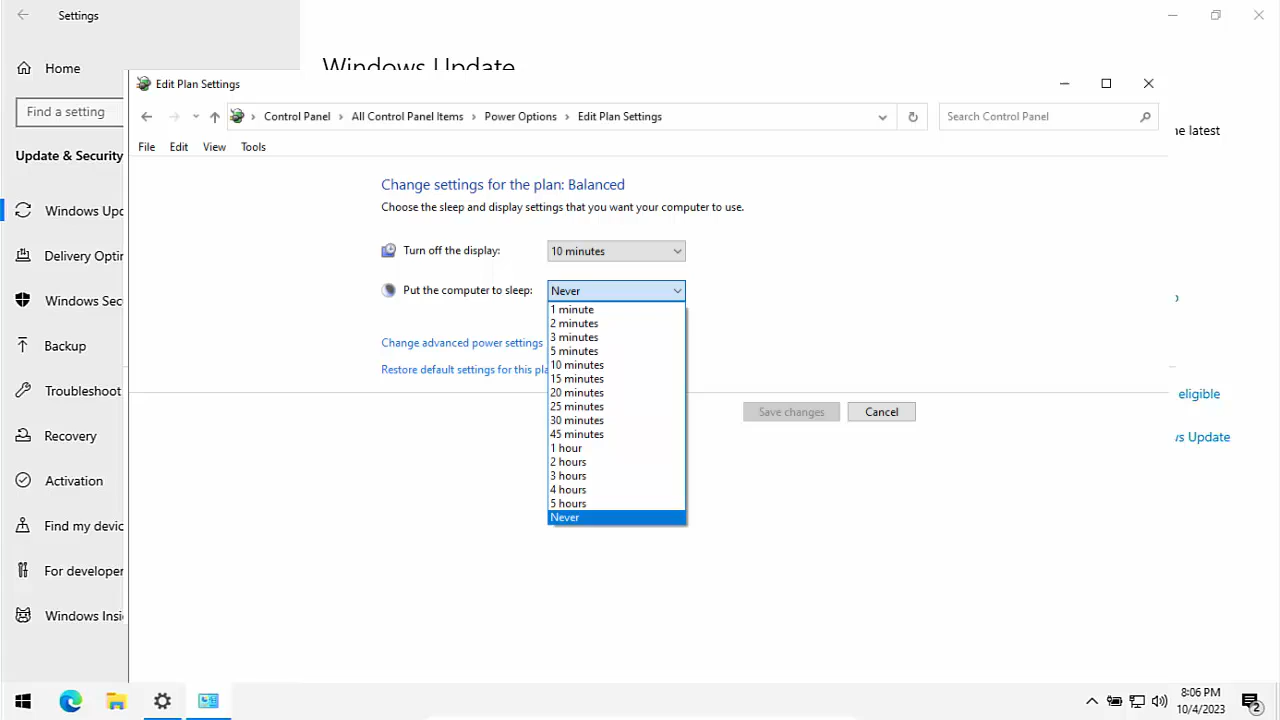 Settings
Home
Find a setting
Update & Security
Windows Upd
Delivery Optir
Windows Sec
Backup
Troubleshoot
Recovery
Activation
Find my devic
For developer
Windows Insi
Windows Update
he latest
eligible
ws Update
Edit Plan Settings
Control Panel > All Control Panel Items > Power Options > Edit Plan Settings
Search Control Panel
File Edit View Tools
Change settings for the plan: Balanced
Choose the sleep and display settings that you want your computer to use.
Turn off the display: 10 minutes
Put the computer to sleep: Never
1 minute
2 minutes
3 minutes
5 minutes
10 minutes
15 minutes
20 minutes
25 minutes
30 minutes
45 minutes
1 hour
2 hours
3 hours
4 hours
5 hours
Never
Change advanced power settings
Restore default settings for this pla
Save changes Cancel
8:06 PM
10/4/2023
2